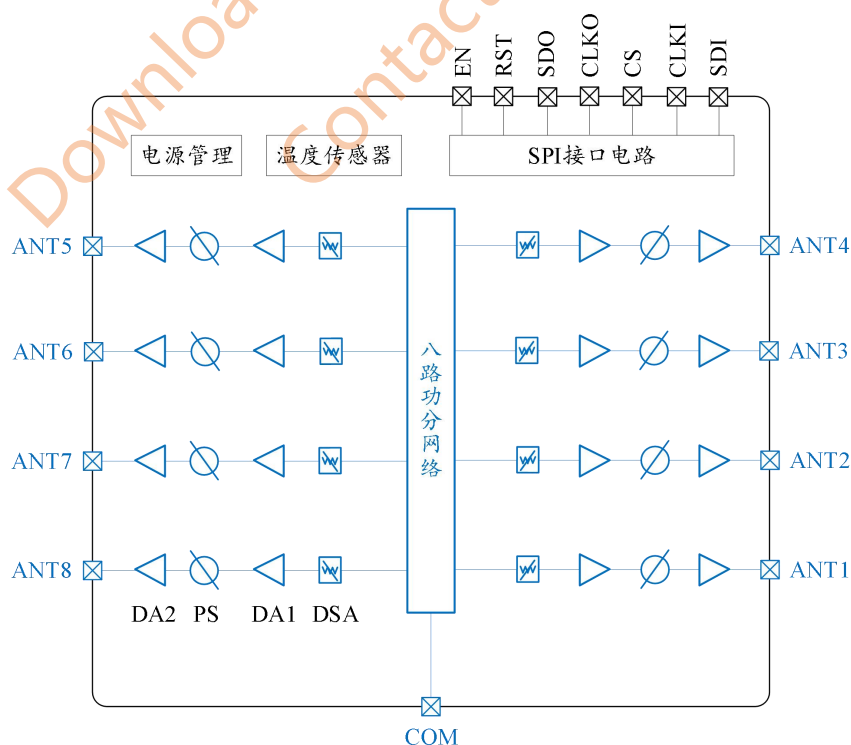 Downloa
Contac
EN
RST
SDO
CLKO
CS
CLKI
SDI
电源管理
温度传感器
SPI接口电路
ANT5
ANT4
ANT6
ANT3
八路功分网络
ANT7
ANT2
ANT8
ANT1
DA2 PS DA1 DSA
COM